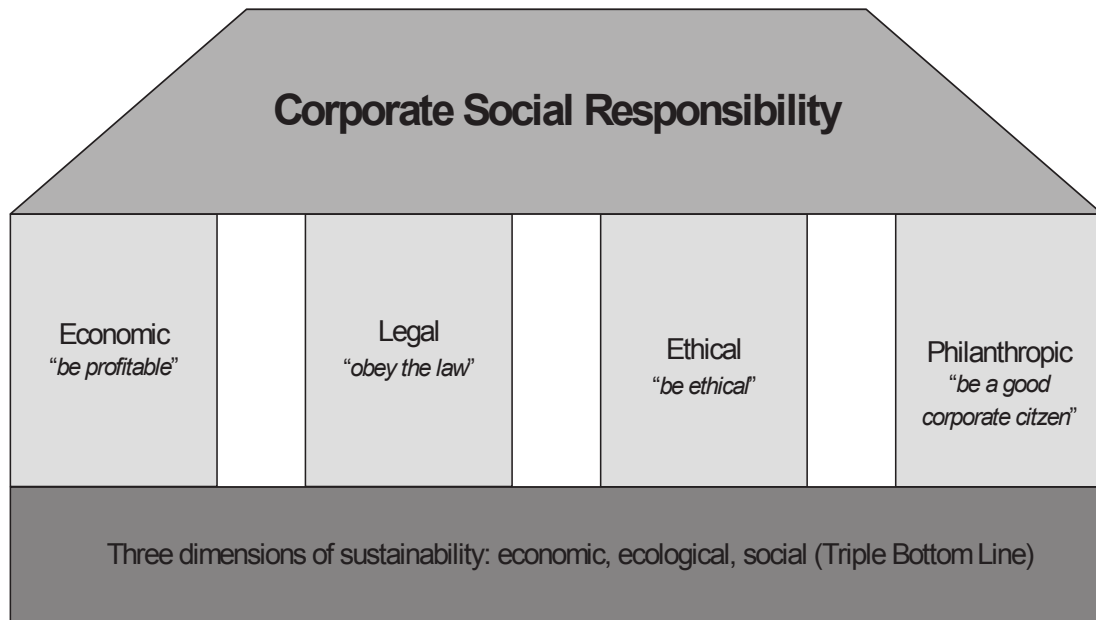 Corporate Social Responsibility
Economic
“be profitable”
Legal
“obey the law”
Ethical
“be ethical”
Philanthropic
“be a good
corporate citzen”
Three dimensions of sustainability: economic, ecological, social (Triple Bottom Line)